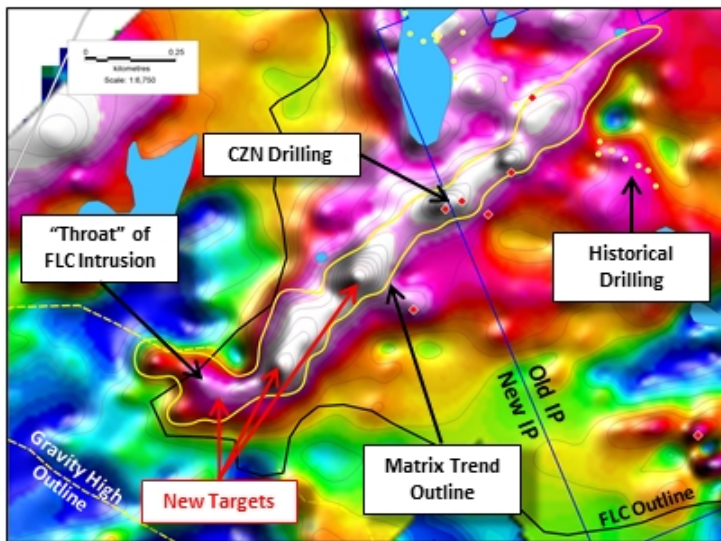 0 0.25
kilometres
Scale: 1:6,750
CZN Drilling
"Throat" of
FLC Intrusion
Historical
Drilling
Old IP
New IP
Gravity High
Outline
New Targets
Matrix Trend
Outline
FLC Outline